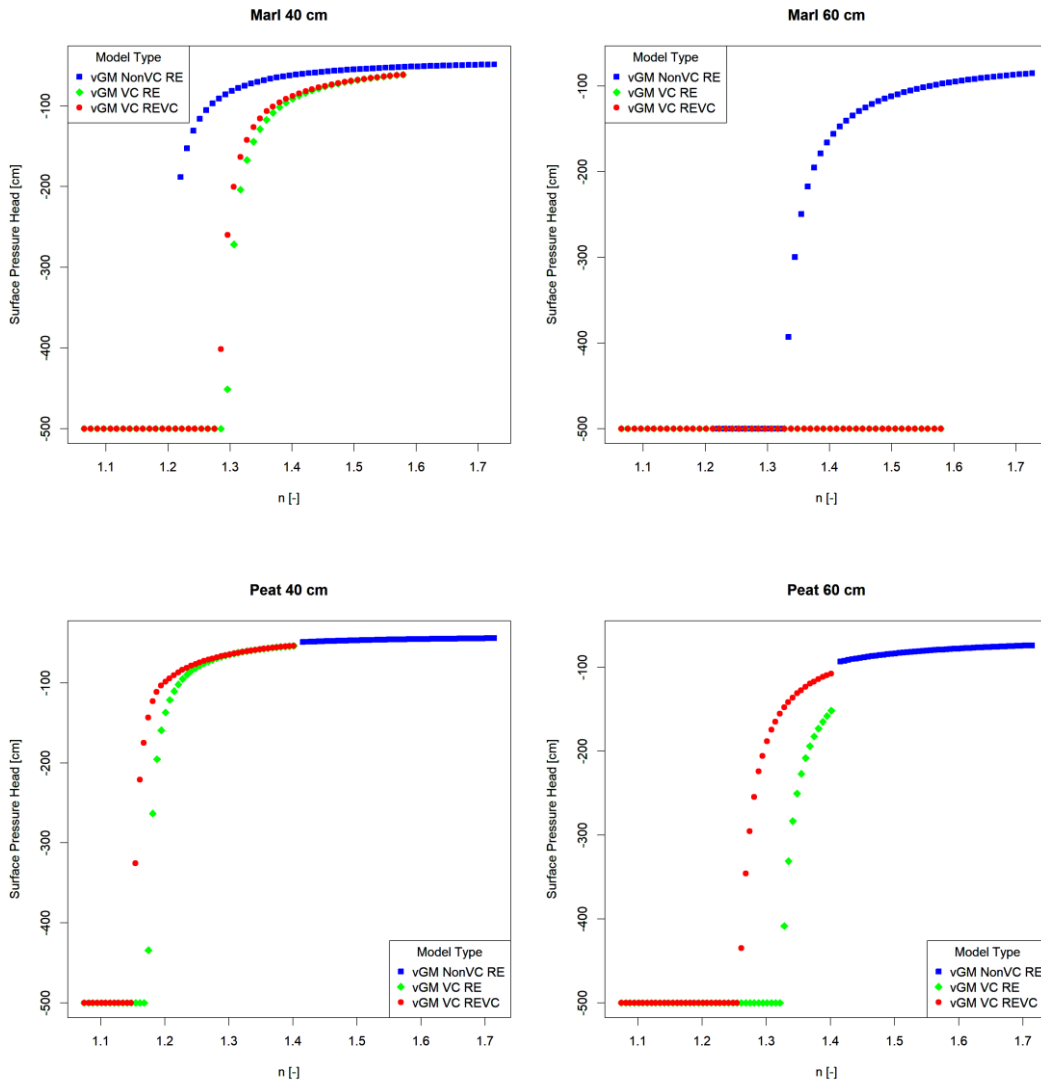 Marl 40 cm
Model Type
vGM NonVC RE
vGM VC RE
vGM VC REVC
Surface Pressure Head [cm]
-100
-200
-300
-400
-500
1.1 1.2 1.3 1.4 1.5 1.6 1.7
n [-]
Marl 60 cm
Model Type
vGM NonVC RE
vGM VC RE
vGM VC REVC
Surface Pressure Head [cm]
-100
-200
-300
-400
-500
1.1 1.2 1.3 1.4 1.5 1.6 1.7
n [-]
Peat 40 cm
Surface Pressure Head [cm]
-100
-200
-300
-400
-500
Model Type
vGM NonVC RE
vGM VC RE
vGM VC REVC
1.1 1.2 1.3 1.4 1.5 1.6 1.7
n [-]
Peat 60 cm
Surface Pressure Head [cm]
-100
-200
-300
-400
-500
Model Type
vGM NonVC RE
vGM VC RE
vGM VC REVC
1.1 1.2 1.3 1.4 1.5 1.6 1.7
n [-]